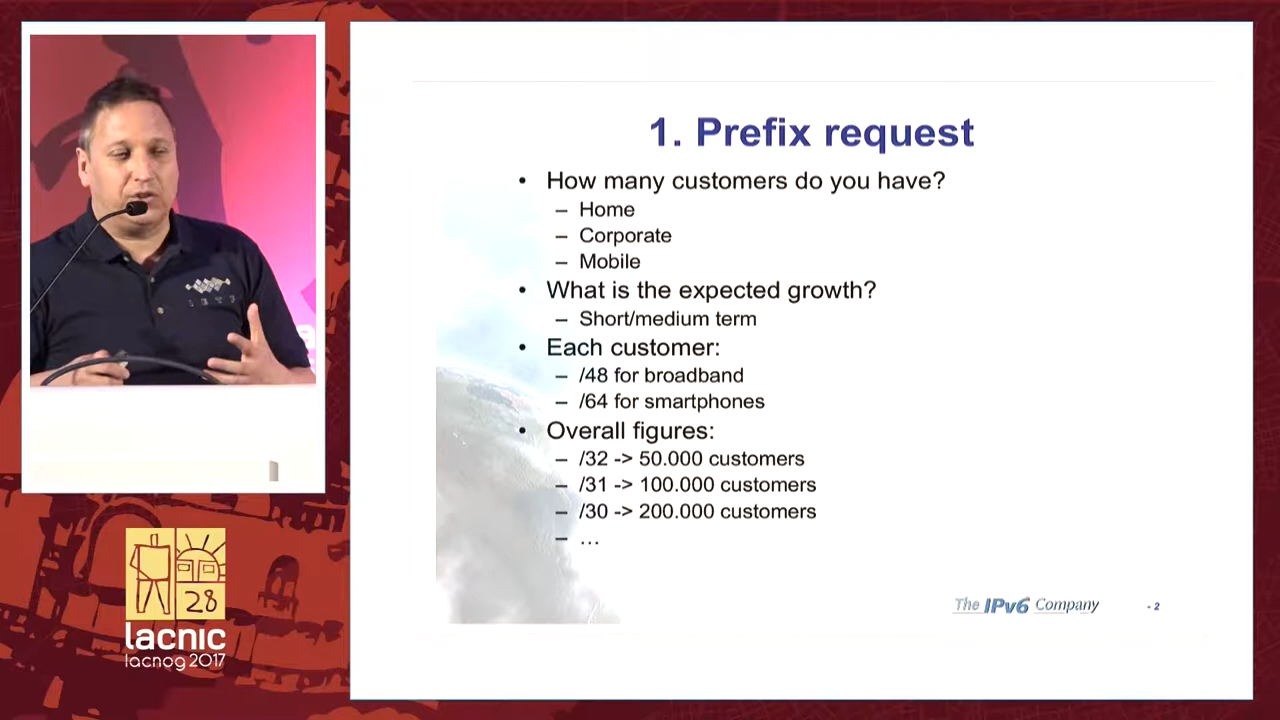 1. Prefix request
• How many customers do you have?
– Home
– Corporate
– Mobile
• What is the expected growth?
– Short/medium term
• Each customer:
– /48 for broadband
– /64 for smartphones
• Overall figures:
– /32 -> 50.000 customers
– /31 -> 100.000 customers
– /30 -> 200.000 customers
– …
The IPv6 Company
- 2
28
lacnic
lacnog 2017